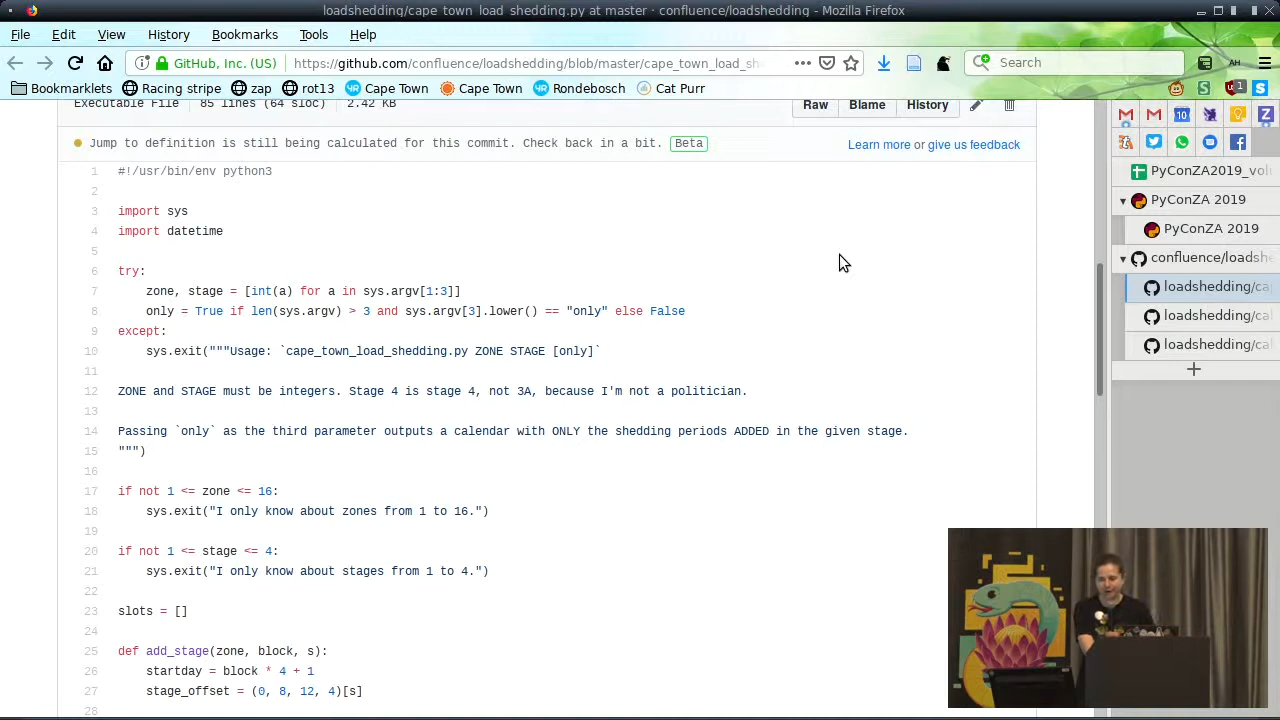 loadshedding/cape_town_load_shedding.py at master · confluence/loadshedding - Mozilla Firefox
File Edit View History Bookmarks Tools Help
GitHub, Inc. (US) https://github.com/confluence/loadshedding/blob/master/cape_town_load_sh
Search
Bookmarklets Racing stripe zap rot13 Cape Town Cape Town Rondebosch Cat Purr
Executable File 85 lines (64 sloc) 2.42 KB
Raw Blame History
Jump to definition is still being calculated for this commit. Check back in a bit. Beta
Learn more or give us feedback
1 #!/usr/bin/env python3
2
3 import sys
4 import datetime
5
6 try:
7 zone, stage = [int(a) for a in sys.argv[1:3]]
8 only = True if len(sys.argv) > 3 and sys.argv[3].lower() == "only" else False
9 except:
10 sys.exit("""Usage: `cape_town_load_shedding.py ZONE STAGE [only]`
11
12 ZONE and STAGE must be integers. Stage 4 is stage 4, not 3A, because I'm not a politician.
13
14 Passing `only` as the third parameter outputs a calendar with ONLY the shedding periods ADDED in the given stage.
15 """)
16
17 if not 1 <= zone <= 16:
18 sys.exit("I only know about zones from 1 to 16.")
19
20 if not 1 <= stage <= 4:
21 sys.exit("I only know about stages from 1 to 4.")
22
23 slots = []
24
25 def add_stage(zone, block, s):
26 startday = block * 4 + 1
27 stage_offset = (0, 8, 12, 4)[s]
28
PyConZA2019_volu
PyConZA 2019
PyConZA 2019
confluence/loadshe
loadshedding/ca
loadshedding/cal
loadshedding/cal